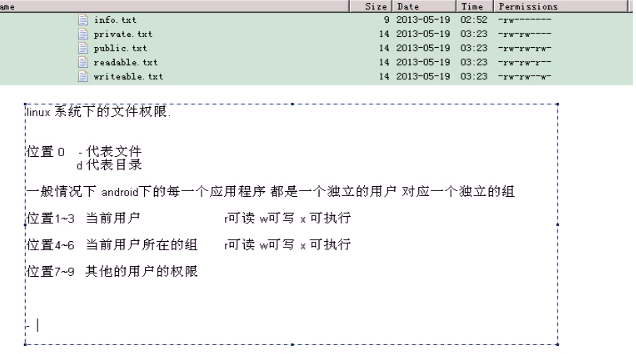 ame Size Date Time Permissions
info.txt 9 2013-05-19 02:52 -rw-------
private.txt 14 2013-05-19 03:23 -rw-rw----
public.txt 14 2013-05-19 03:23 -rw-rw-rw-
readable.txt 14 2013-05-19 03:23 -rw-rw-r--
writeable.txt 14 2013-05-19 03:23 -rw-rw--w-
linux 系统下的文件权限.
位置 0 - 代表文件
d 代表目录
一般情况下 android下的每一个应用程序 都是一个独立的用户 对应一个独立的组
位置1~3 当前用户 r可读 w可写 x 可执行
位置4~6 当前用户所在的组 r可读 w可写 x 可执行
位置7~9 其他的用户的权限
-